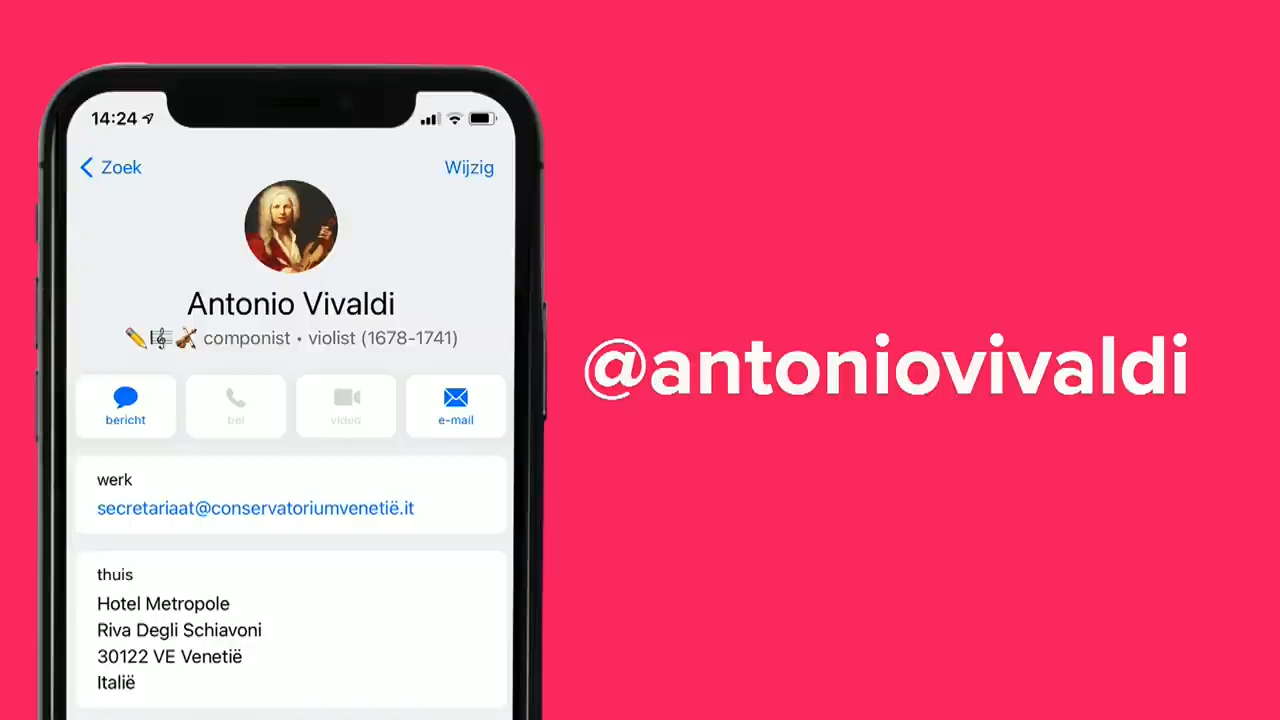 14:24
Zoek
Wijzig
Antonio Vivaldi
componist • violist (1678-1741)
bericht
bel
video
e-mail
werk
secretariaat@conservatoriumvenetië.it
thuis
Hotel Metropole
Riva Degli Schiavoni
30122 VE Venetië
Italië
@antoniovivaldi